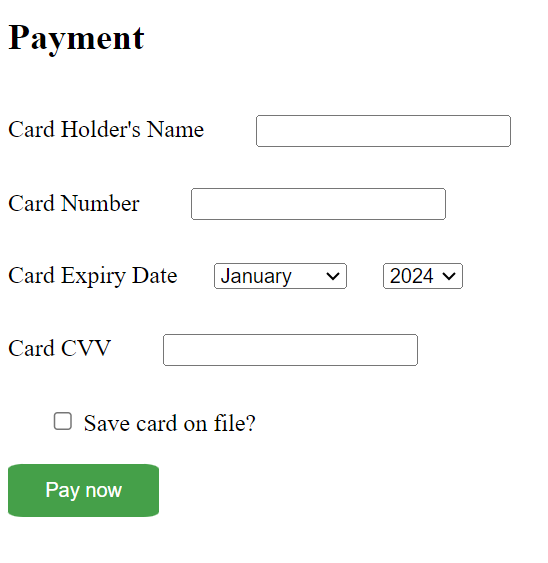 Payment
Card Holder's Name
Card Number
Card Expiry Date January 2024
Card CVV
Save card on file?
Pay now